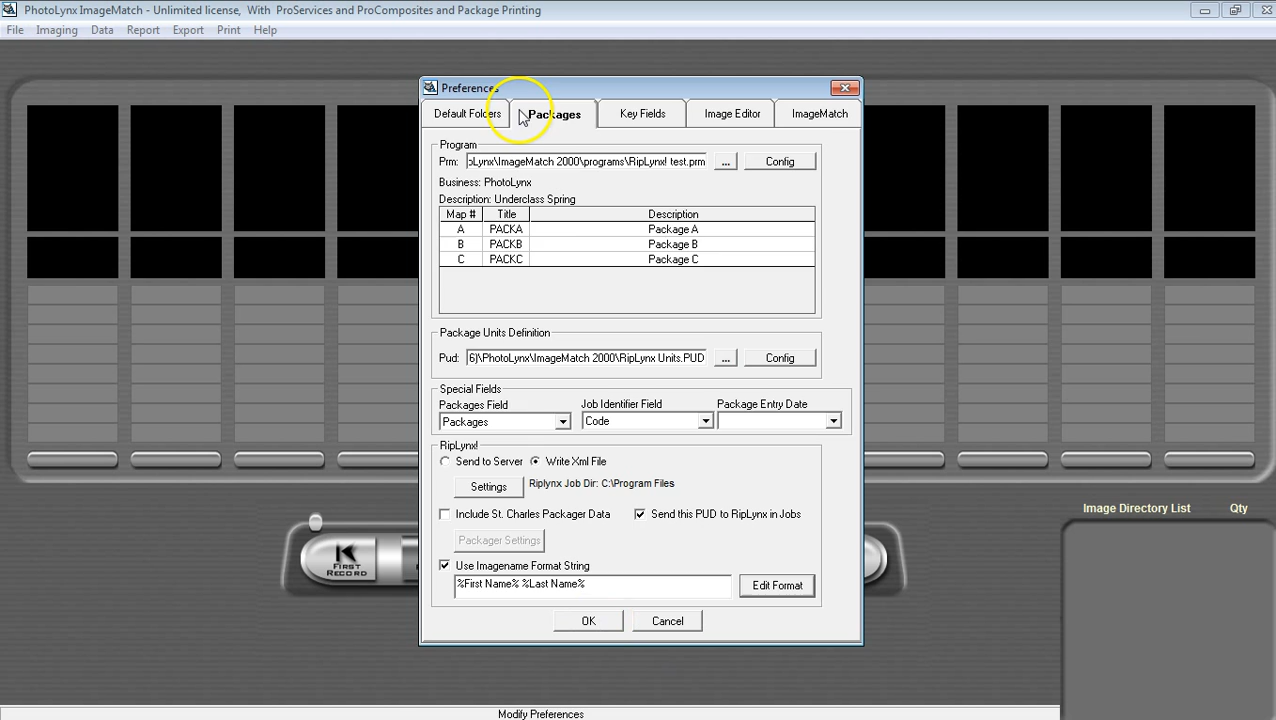 PhotoLynx ImageMatch - Unlimited license, With ProServices and ProComposites and Package Printing
File Imaging Data Report Export Print Help
Preferences
Default Folders Packages Key Fields Image Editor ImageMatch
Program
Prm: oLynx\ImageMatch 2000\programs\RipLynx! test.prm ... Config
Business: PhotoLynx
Description: Underclass Spring
Map # Title Description
A PACKA Package A
B PACKB Package B
C PACKC Package C
Package Units Definition
Pud: 6)\PhotoLynx\ImageMatch 2000\RipLynx Units.PUD ... Config
Special Fields
Packages Field Job Identifier Field Package Entry Date
Packages Code
RipLynx!
Send to Server Write Xml File
Settings Riplynx Job Dir: C:\Program Files
Include St. Charles Packager Data Send this PUD to RipLynx in Jobs
Packager Settings
Use Imagename Format String
%First Name% %Last Name% Edit Format
OK Cancel
Image Directory List Qty
FIRST RECORD
Modify Preferences